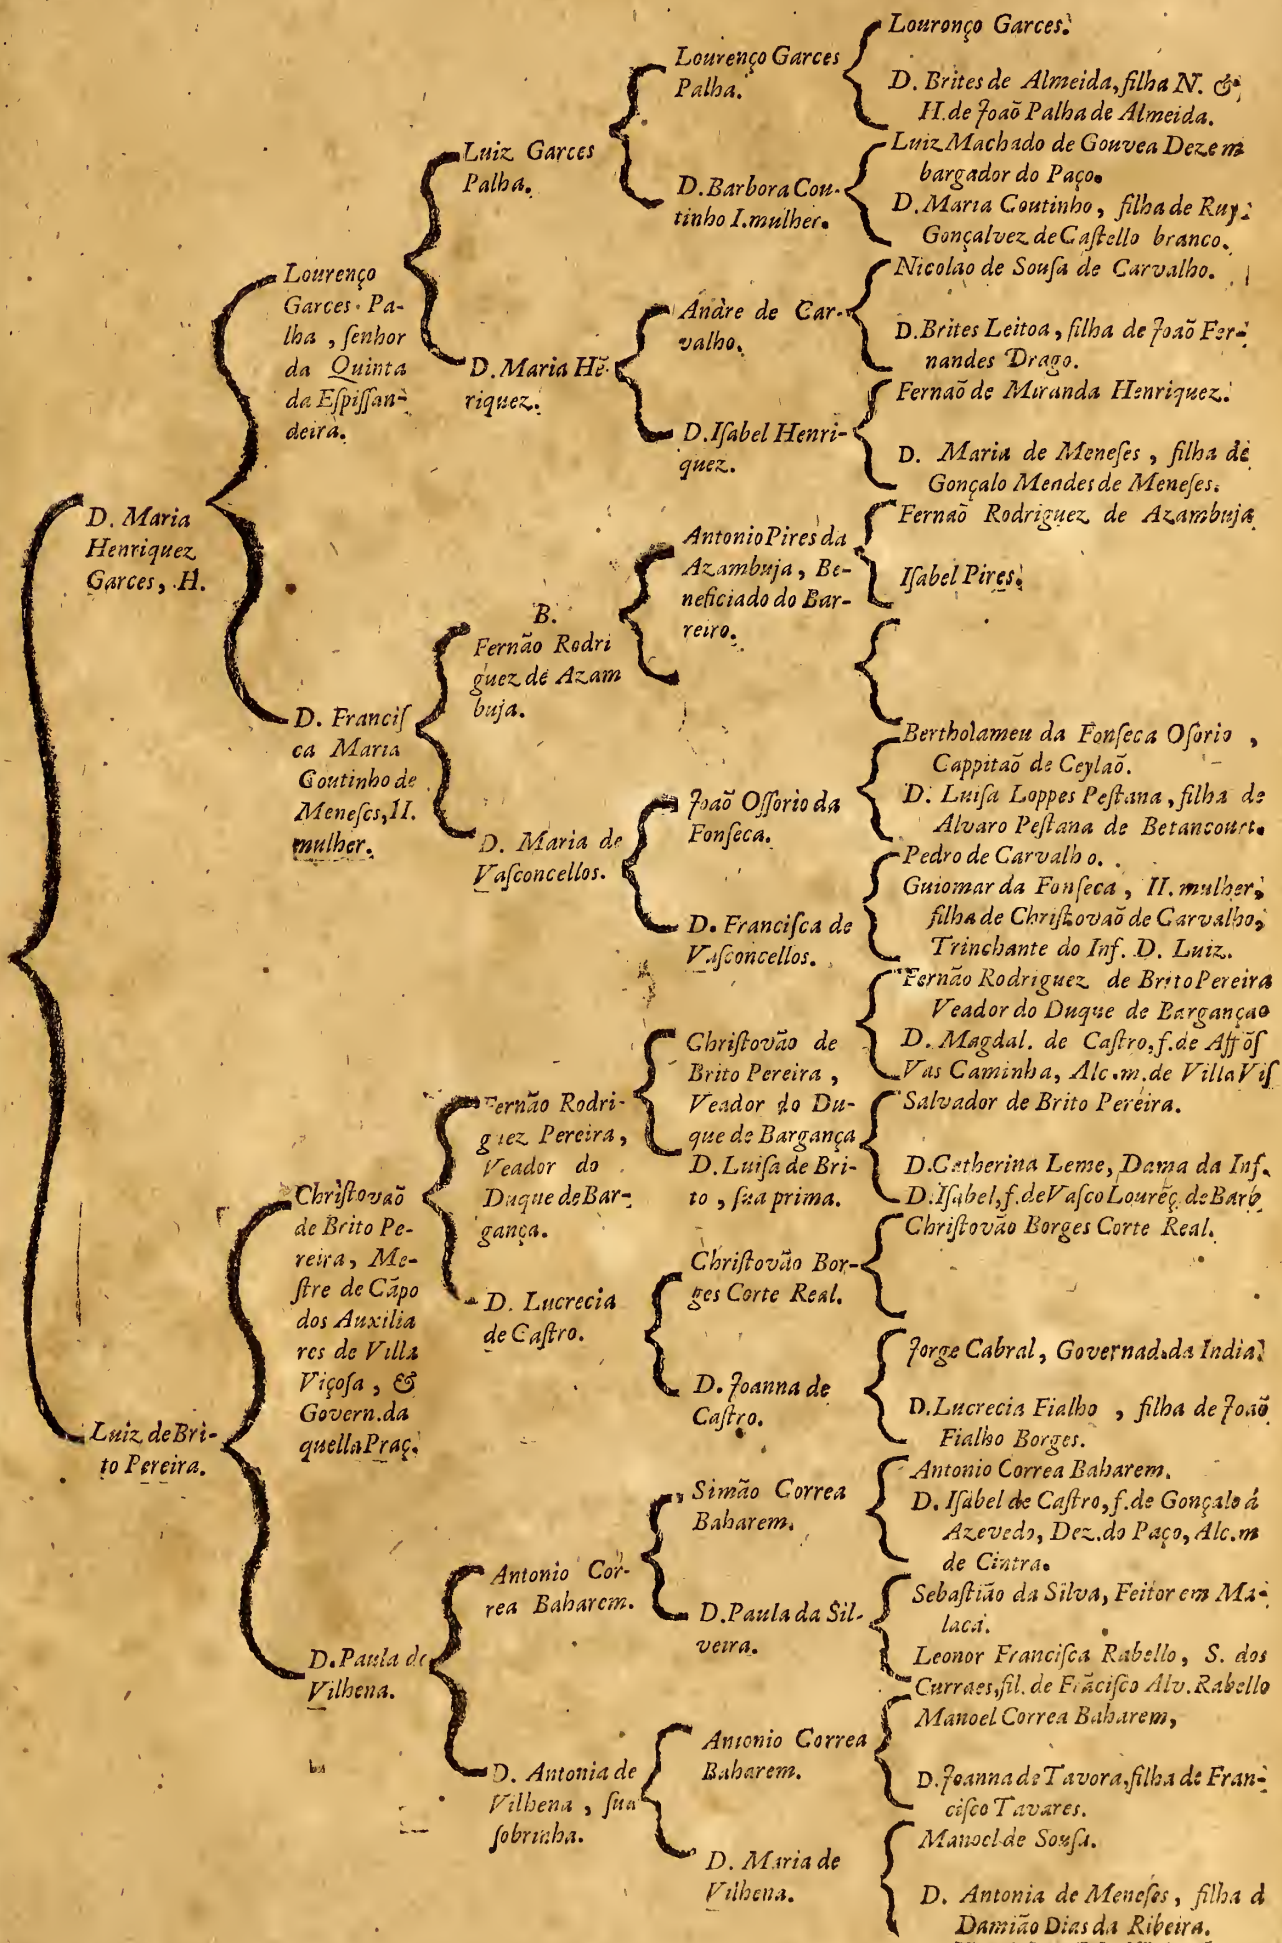 D. Maria
Henriquez
Garces, H.
Luiz de Bri-
to Pereira.
Lourenço
Garces Pa-
lha, ſenhor
da Quinta
da Eſpiſſan-
deira.
D. Franciſ
ca Maria
Coutinho de
Meneſes, II.
mulher.
Chriſtovaõ
de Brito Pe-
reira, Me-
ſtre de Cãpo
dos Auxilia
res de Villa
Viçoſa, &
Govern. da
quella Praç.
D. Paula de
Vilhena.
Luiz Garces
Palha.
D. Maria Hẽ-
riquez.
B.
Fernão Rodri
guez de Azam
buja.
D. Maria de
Vaſconcellos.
Fernão Rodri-
guez Pereira,
Veador do
Duque de Bar-
gança.
D. Lucrecia
de Caſtro.
Antonio Cor-
rea Baharem.
D. Antonia de
Vilhena, ſua
ſobrinha.
Lourenço Garces
Palha.
D. Barbora Cou-
tinho I. mulher.
Andre de Car-
valho.
D. Iſabel Henri-
quez.
Antonio Pires da
Azambuja, Be-
neficiado do Bar-
reiro.
Joaõ Oſſorio da
Fonſeca.
D. Franciſca de
Vaſconcellos.
Chriſtovão de
Brito Pereira,
Veador do Du-
que de Bargança
D. Luiſa de Bri-
to, ſua prima.
Chriſtovão Bor-
ges Corte Real.
D. Joanna de
Caſtro.
Simão Correa
Baharem.
D. Paula da Sil-
veira.
Antonio Correa
Baharem.
D. Maria de
Vilhena.
Louronço Garces.
D. Brites de Almeida, filha N. &
H. de Joaõ Palha de Almeida.
Luiz Machado de Gouvea Dezem
bargador do Paço.
D. Maria Coutinho, filha de Ruy
Gonçalvez de Caſtello branco.
Nicolao de Souſa de Carvalho.
D. Brites Leitoa, filha de Joaõ Fer-
nandes Drago.
Fernaõ de Miranda Henriquez.
D. Maria de Meneſes, filha de
Gonçalo Mendes de Meneſes.
Fernaõ Rodriguez de Azambuja
Iſabel Pires.
Bertholameu da Fonſeca Oſorio,
Cappitaõ de Ceylaõ.
D. Luiſa Loppes Peſtana, filha de
Alvaro Peſtana de Betancourt.
Pedro de Carvalho.
Guiomar da Fonſeca, II. mulher,
filha de Chriſtovaõ de Carvalho,
Trinchante do Inf. D. Luiz.
Fernão Rodriguez de Brito Pereira
Veador do Duque de Bargança
D. Magdal. de Caſtro, f. de Affõſ
Vas Caminha, Alc. m. de Villa Viſ
Salvador de Brito Pereira.
D. Catherina Leme, Dama da Inf.
D. Iſabel, f. de Vaſco Lourẽç. de Barb
Chriſtovão Borges Corte Real.
Jorge Cabral, Governad. da India.
D. Lucrecia Fialho, filha de Joaõ
Fialho Borges.
Antonio Correa Baharem.
D. Iſabel de Caſtro, f. de Gonçalo d
Azevedo, Dez. do Paço, Alc. m
de Cintra.
Sebaſtião da Silva, Feitor em Ma-
laca.
Leonor Franciſca Rabello, S. dos
Curraes, fil. de Frãciſco Alv. Rabello
Manoel Correa Baharem,
D. Joanna de Tavora, filha de Fran-
ciſco Tavares.
Manoel de Souſa.
D. Antonia de Meneſes, filha d
Damião Dias da Ribeira.